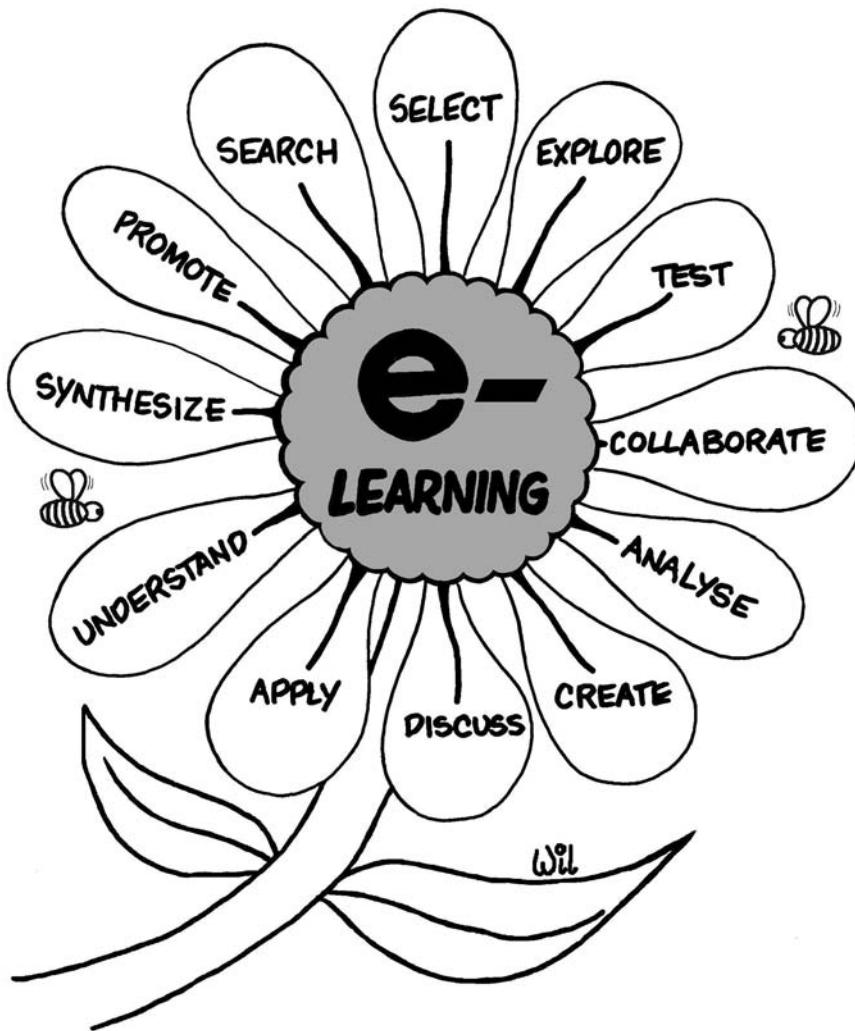 SELECT
EXPLORE
TEST
COLLABORATE
ANALYSE
CREATE
DISCUSS
APPLY
UNDERSTAND
SYNTHESIZE
PROMOTE
SEARCH
e-
LEARNING
Wil